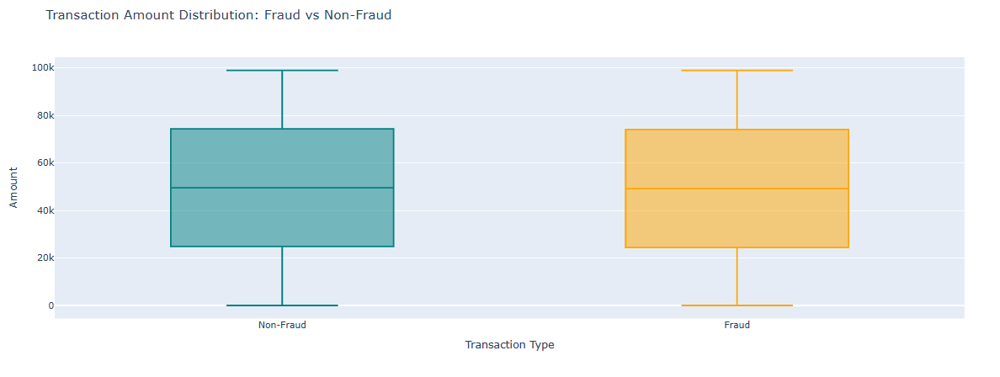 Transaction Amount Distribution: Fraud vs Non-Fraud
100k
80k
60k
40k
20k
0
Amount
Non-Fraud
Fraud
Transaction Type